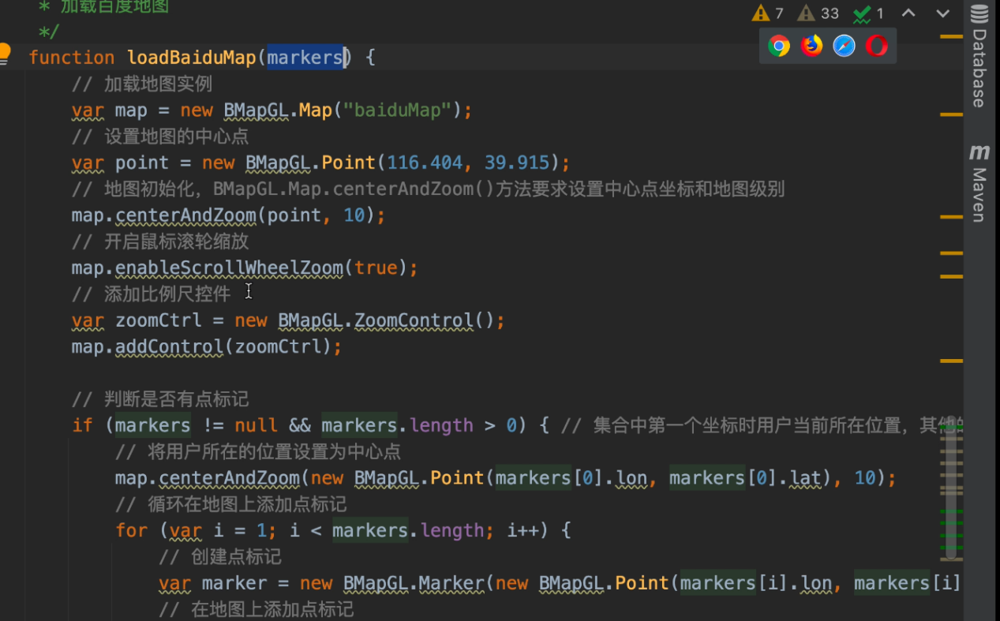 * 加载百度地图
*/
function loadBaiduMap(markers) {
// 加载地图实例
var map = new BMapGL.Map("baiduMap");
// 设置地图的中心点
var point = new BMapGL.Point(116.404, 39.915);
// 地图初始化，BMapGL.Map.centerAndZoom()方法要求设置中心点坐标和地图级别
map.centerAndZoom(point, 10);
// 开启鼠标滚轮缩放
map.enableScrollWheelZoom(true);
// 添加比例尺控件
var zoomCtrl = new BMapGL.ZoomControl();
map.addControl(zoomCtrl);
// 判断是否有点标记
if (markers != null && markers.length > 0) { // 集合中第一个坐标时用户当前所在位置，其他
// 将用户所在的位置设置为中心点
map.centerAndZoom(new BMapGL.Point(markers[0].lon, markers[0].lat), 10);
// 循环在地图上添加点标记
for (var i = 1; i < markers.length; i++) {
// 创建点标记
var marker = new BMapGL.Marker(new BMapGL.Point(markers[i].lon, markers[i]
// 在地图上添加点标记
7 33 1
Database
m Maven